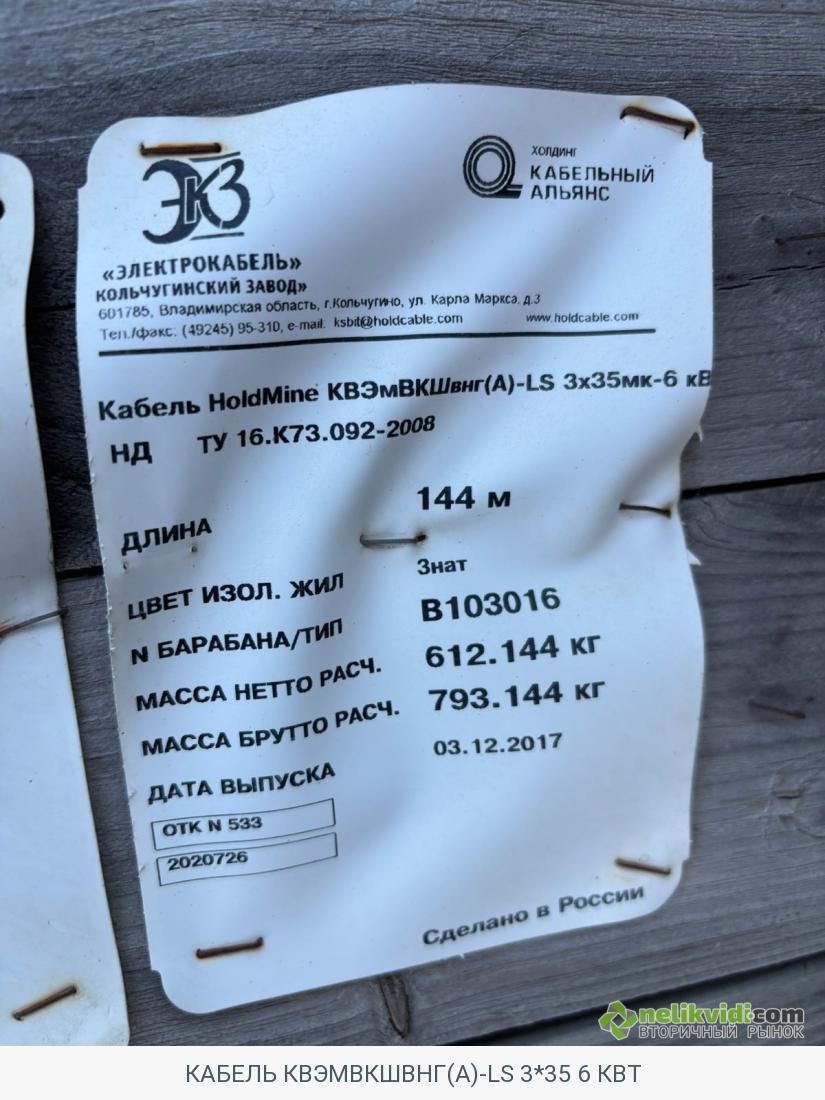 ЭКЗ
ХОЛДИНГ
КАБЕЛЬНЫЙ
АЛЬЯНС
«ЭЛЕКТРОКАБЕЛЬ»
КОЛЬЧУГИНСКИЙ ЗАВОД»
601785, Владимирская область, г.Кольчугино, ул. Карла Маркса, д.3
Тел./факс: (49245) 95-310, e-mail: ksbit@holdcable.com www.holdcable.com
Кабель HoldMine КВЭмВКШвнг(А)-LS 3х35мк-6 кВ
НД ТУ 16.К73.092-2008
ДЛИНА 144 м
ЦВЕТ ИЗОЛ. ЖИЛ 3нат
N БАРАБАНА/ТИП В103016
МАССА НЕТТО РАСЧ. 612.144 кг
МАССА БРУТТО РАСЧ. 793.144 кг
ДАТА ВЫПУСКА 03.12.2017
ОТК N 533
2020726
Сделано в России
nelikvidi.com
ВТОРИЧНЫЙ РЫНОК
КАБЕЛЬ КВЭМВКШВНГ(А)-LS 3*35 6 КВТ